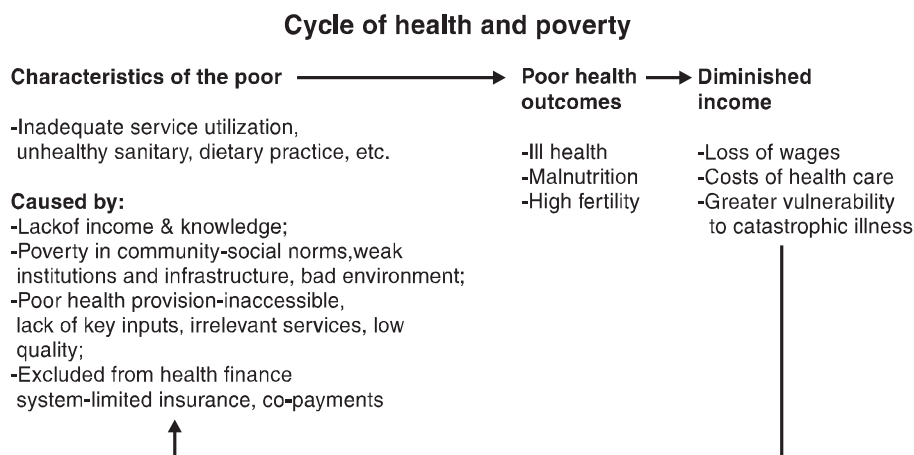 Cycle of health and poverty
Characteristics of the poor
-Inadequate service utilization,
unhealthy sanitary, dietary practice, etc.
Caused by:
-Lackof income & knowledge;
-Poverty in community-social norms,weak
institutions and infrastructure, bad environment;
-Poor health provision-inaccessible,
lack of key inputs, irrelevant services, low
quality;
-Excluded from health finance
system-limited insurance, co-payments
Poor health
outcomes
-Ill health
-Malnutrition
-High fertility
Diminished
income
-Loss of wages
-Costs of health care
-Greater vulnerability
to catastrophic illness